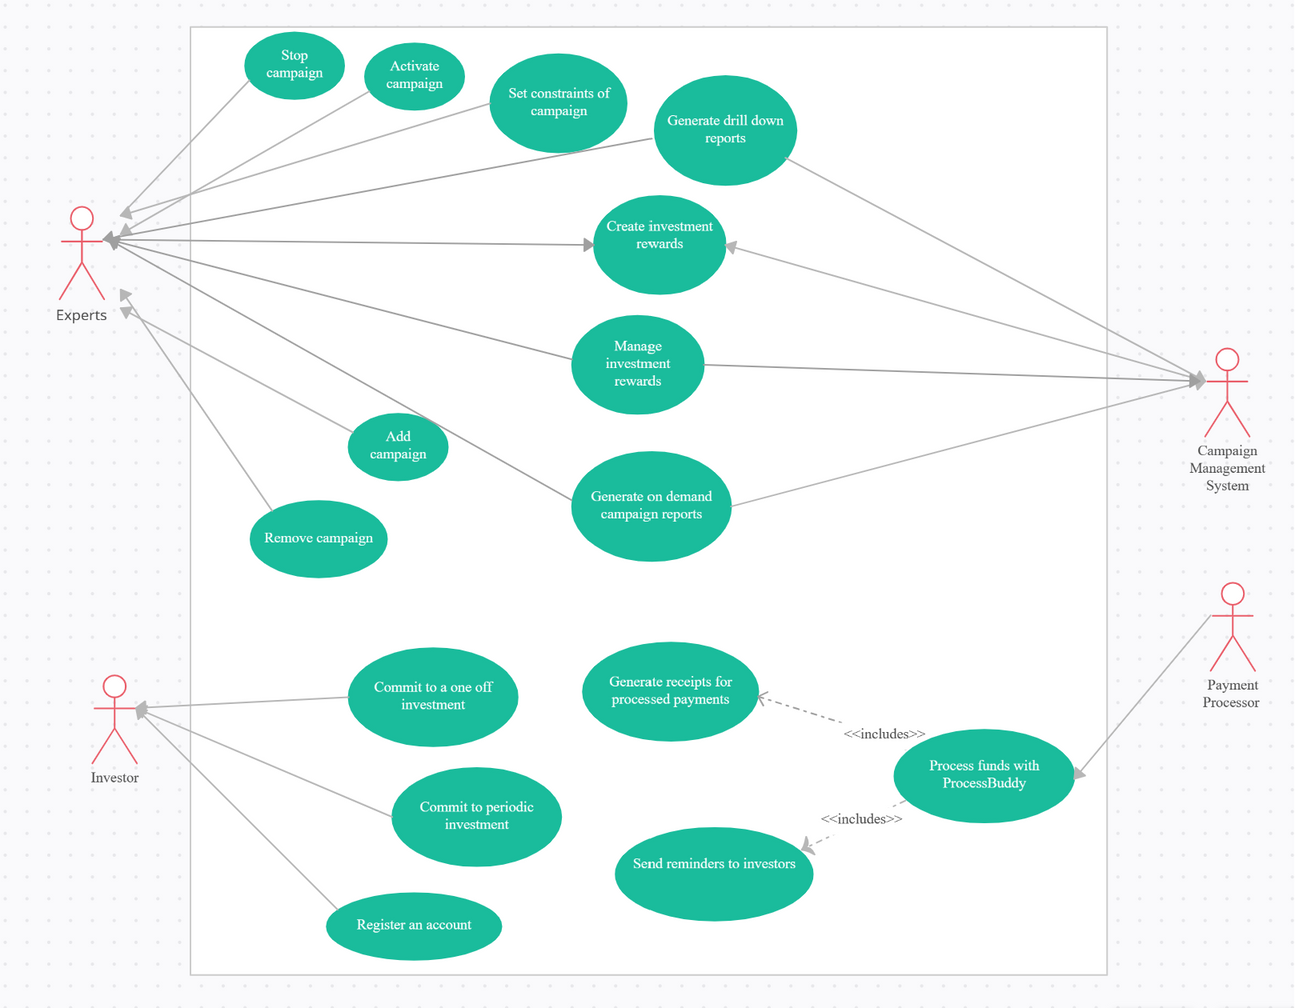 Stop
campaign
Activate
campaign
Set constraints of
campaign
Generate drill down
reports
Create investment
rewards
Experts
Manage
investment
rewards
Campaign
Management
System
Add
campaign
Generate on demand
campaign reports
Remove campaign
Commit to a one off
investment
Generate receipts for
processed payments
Payment
Processor
<<includes>>
Investor
Process funds with
ProcessBuddy
Commit to periodic
investment
<<includes>>
Send reminders to investors
Register an account